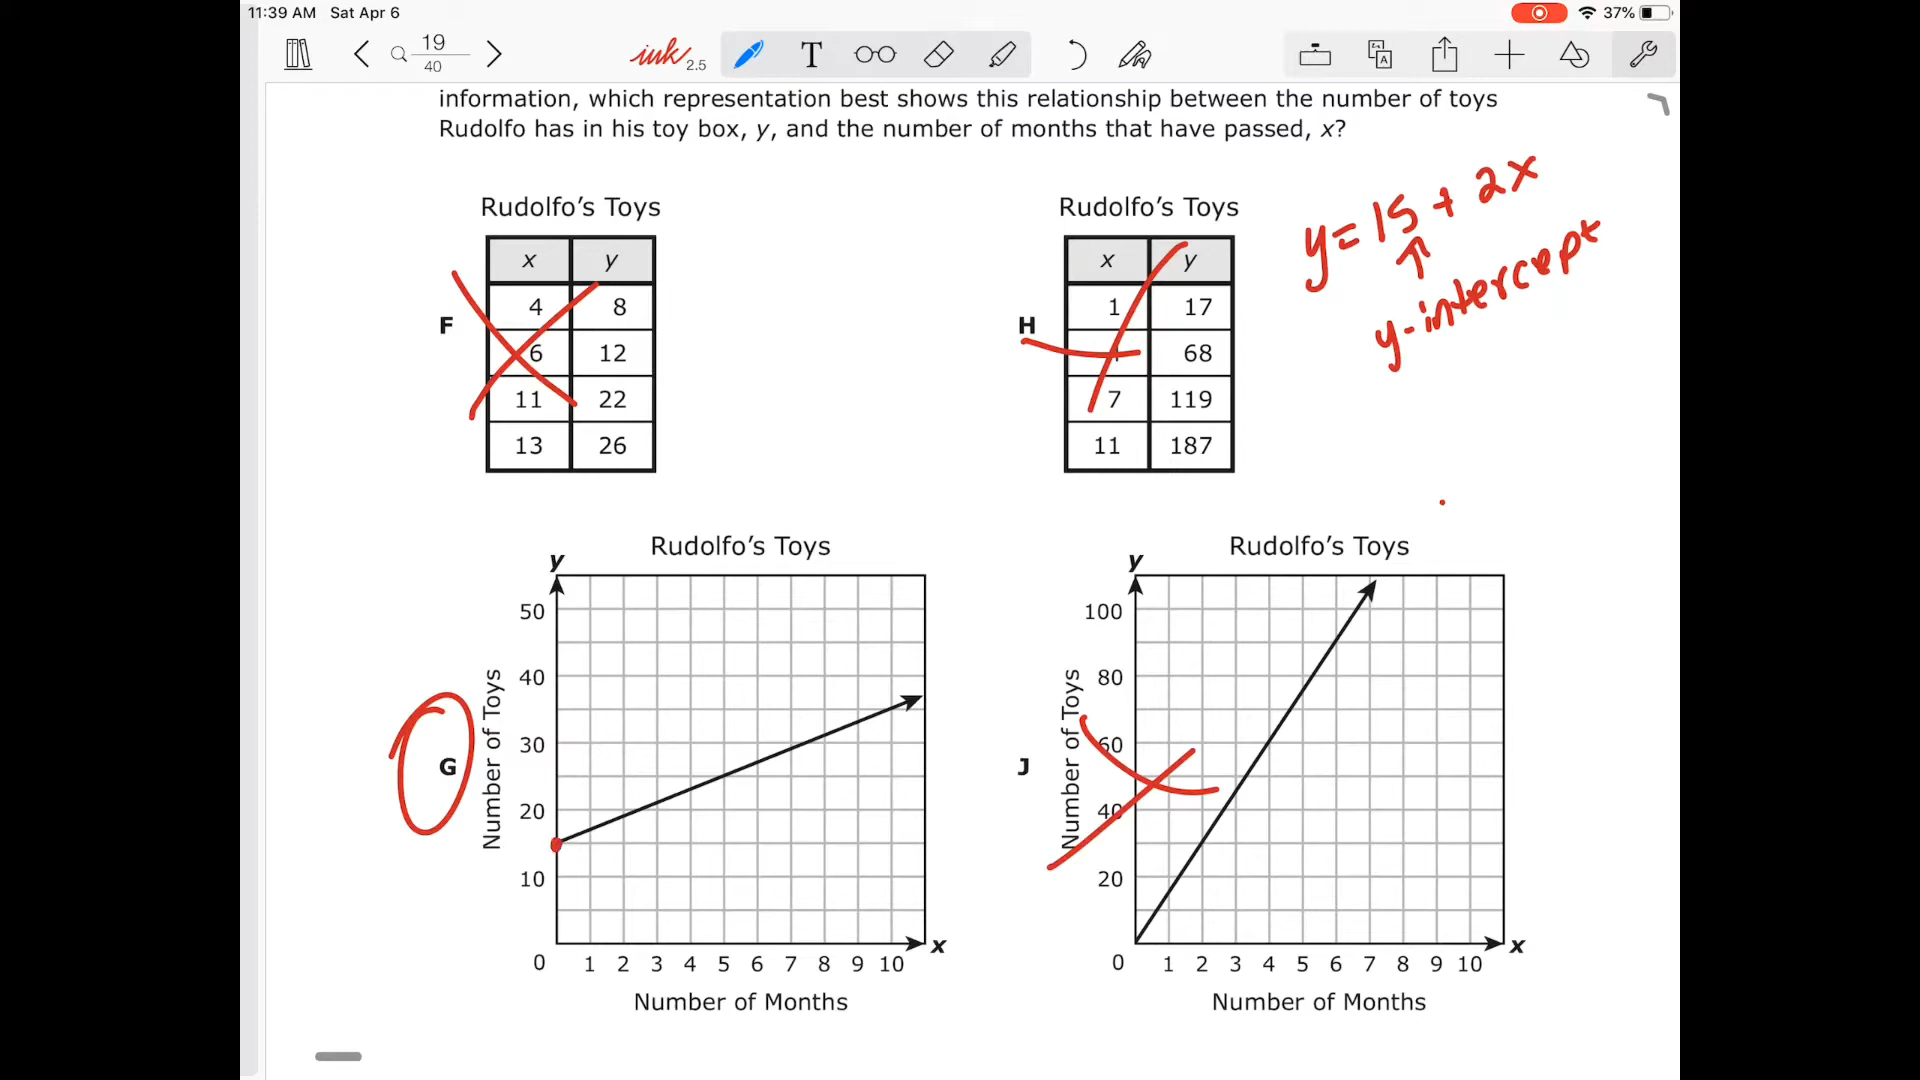 11:39 AM Sat Apr 6
37%
19
40
ink 2.5
T
A
information, which representation best shows this relationship between the number of toys
Rudolfo has in his toy box, y, and the number of months that have passed, x?
y = 15 + 2x
y-intercept
Rudolfo's Toys
F
x y
4 8
6 12
11 22
13 26
Rudolfo's Toys
H
x y
1 17
68
7 119
11 187
Rudolfo's Toys
G
y
Number of Toys
50
40
30
20
10
0 1 2 3 4 5 6 7 8 9 10
x
Number of Months
Rudolfo's Toys
J
y
Number of Toys
100
80
60
40
20
0 1 2 3 4 5 6 7 8 9 10
x
Number of Months